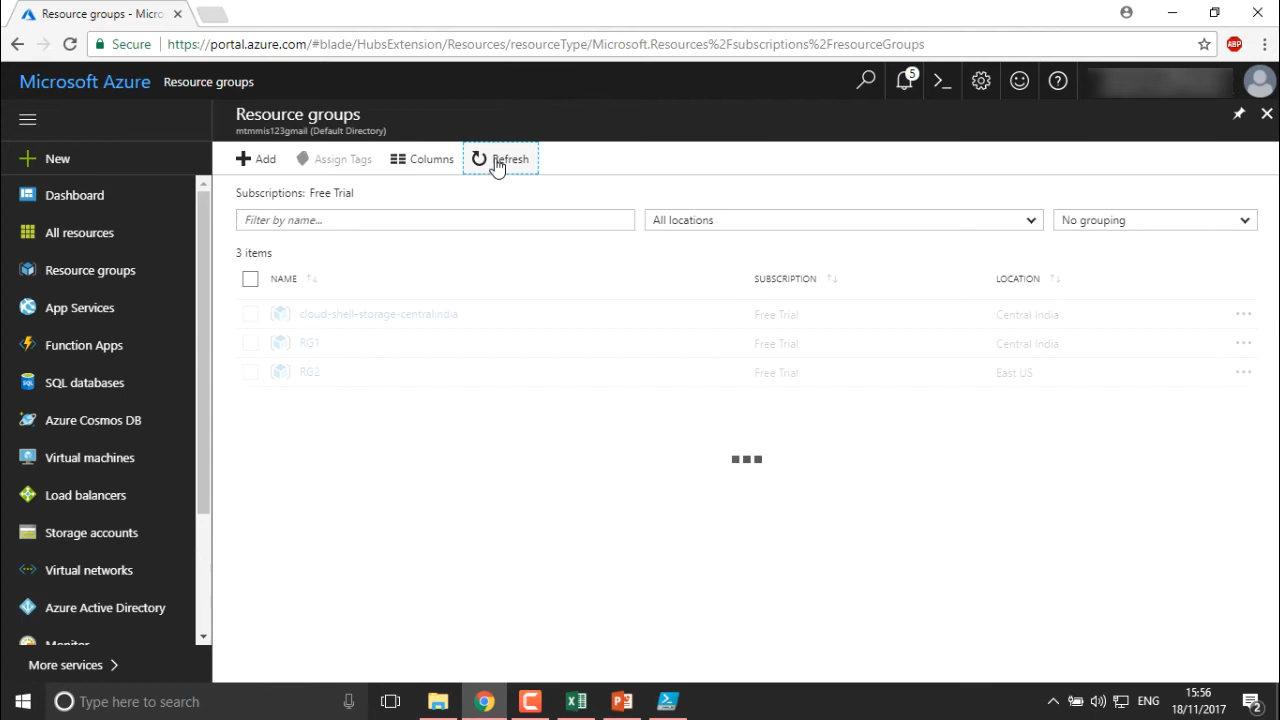 Resource groups - Micro
Secure
https://portal.azure.com/#blade/HubsExtension/Resources/resourceType/Microsoft.Resources%2Fsubscriptions%2FresourceGroups
ABP
Microsoft Azure
Resource groups
5
Resource groups
mtmmis123gmail (Default Directory)
New
Add
Assign Tags
Columns
Refresh
Dashboard
Subscriptions: Free Trial
All resources
Filter by name...
All locations
No grouping
3 items
Resource groups
NAME
SUBSCRIPTION
LOCATION
App Services
cloud-shell-storage-centralindia
Free Trial
Central India
...
Function Apps
RG1
Free Trial
Central India
...
SQL databases
RG2
Free Trial
East US
...
Azure Cosmos DB
Virtual machines
Load balancers
Storage accounts
Virtual networks
Azure Active Directory
Monitor
More services
Type here to search
ENG
15:56
18/11/2017
2